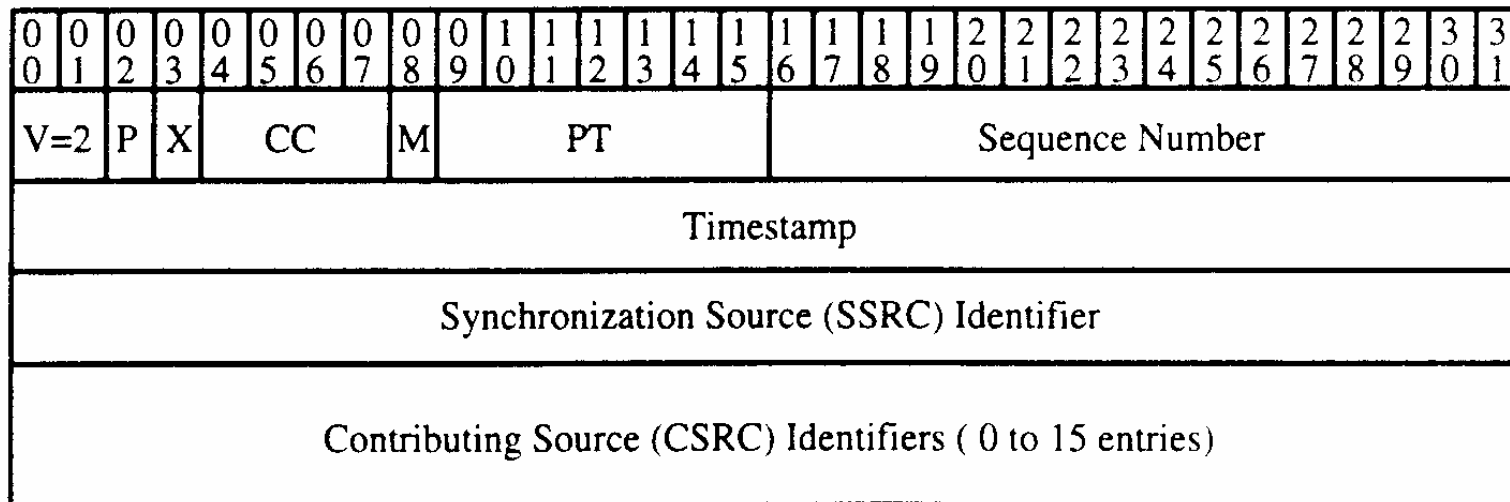 0 0 0 0 0 0 0 0 0 0 1 1 1 1 1 1 1 1 1 1 2 2 2 2 2 2 2 2 2 2 3 3
0 1 2 3 4 5 6 7 8 9 0 1 2 3 4 5 6 7 8 9 0 1 2 3 4 5 6 7 8 9 0 1
V=2 P X CC M PT Sequence Number
Timestamp
Synchronization Source (SSRC) Identifier
Contributing Source (CSRC) Identifiers ( 0 to 15 entries)